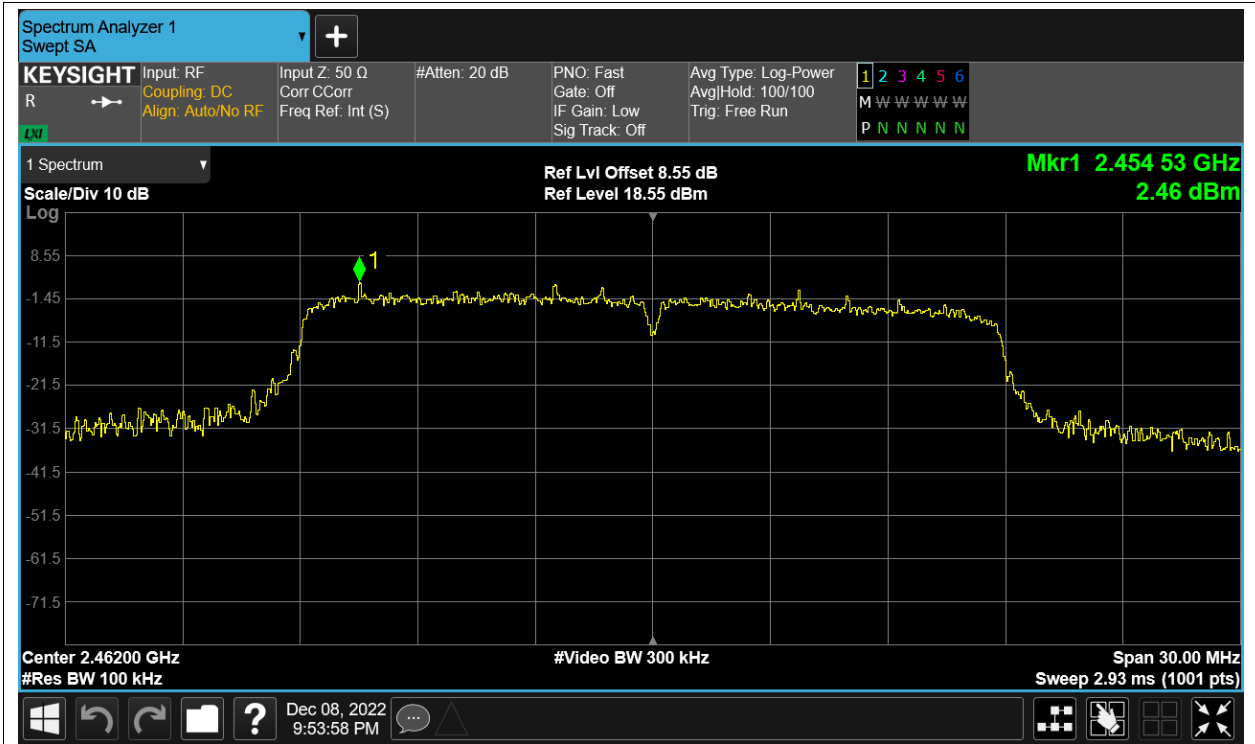 Spectrum Analyzer 1
Swept SA
KEYSIGHT
R
LXI
Input: RF
Coupling: DC
Align: Auto/No RF
Input Z: 50 Ω
Corr CCorr
Freq Ref: Int (S)
#Atten: 20 dB
PNO: Fast
Gate: Off
IF Gain: Low
Sig Track: Off
Avg Type: Log-Power
Avg|Hold: 100/100
Trig: Free Run
1 2 3 4 5 6
M W W W W W
P N N N N N
1 Spectrum
Scale/Div 10 dB
Log
Ref Lvl Offset 8.55 dB
Ref Level 18.55 dBm
Mkr1 2.454 53 GHz
2.46 dBm
8.55
1
-1.45
-11.5
-21.5
-31.5
-41.5
-51.5
-61.5
-71.5
Center 2.46200 GHz
#Res BW 100 kHz
#Video BW 300 kHz
Span 30.00 MHz
Sweep 2.93 ms (1001 pts)
?
Dec 08, 2022
9:53:58 PM